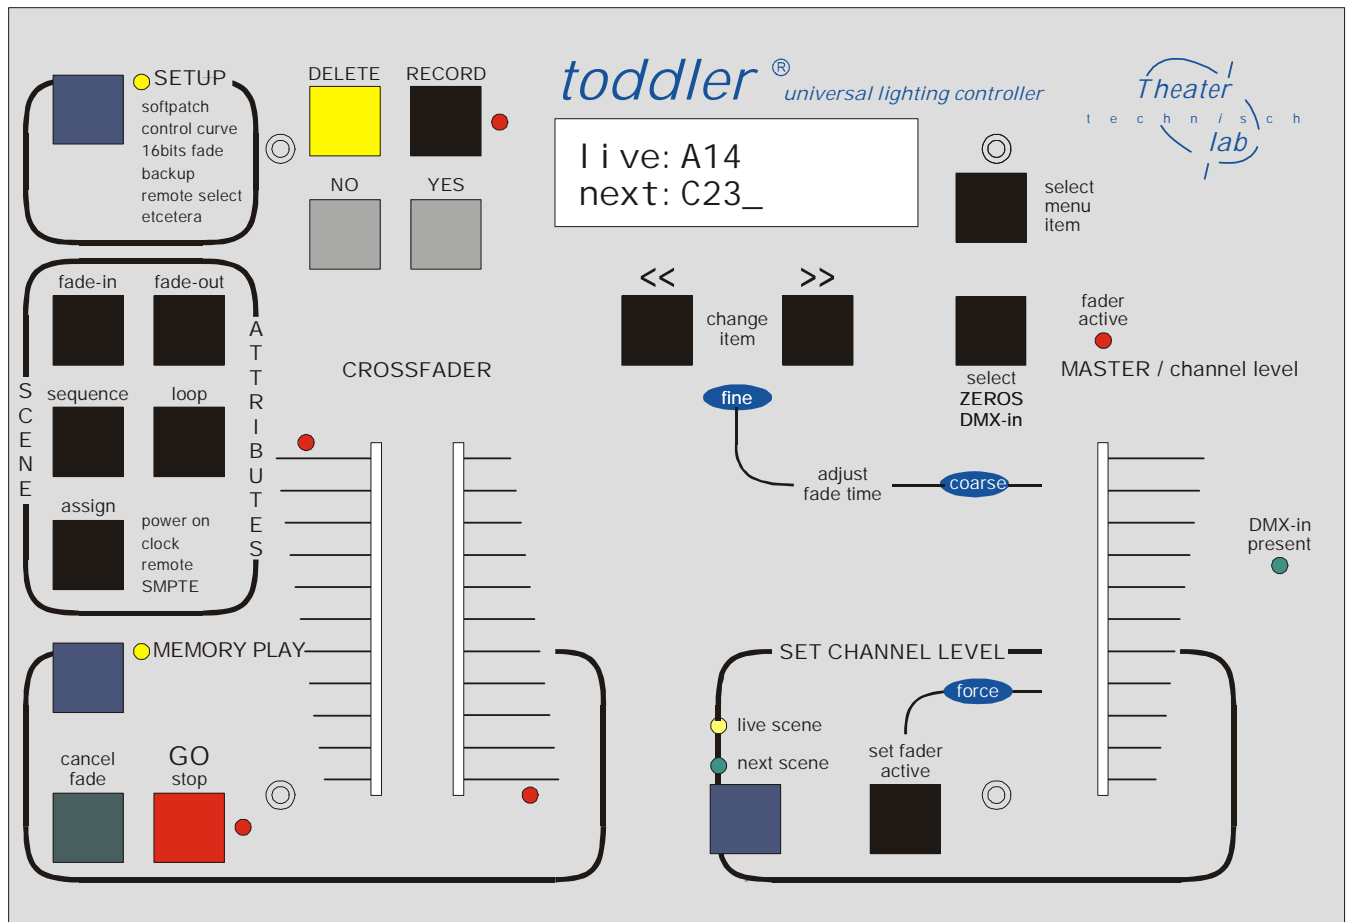 SETUP
softpatch
control curve
16bits fade
backup
remote select
etcetera
DELETE
RECORD
NO
YES
toddler ®
universal lighting controller
live: A14
next: C23_
Theater
technisch
lab
select
menu
item
<<
>>
change
item
select
ZEROS
DMX-in
fader
active
MASTER / channel level
fade-in
fade-out
sequence
loop
assign
power on
clock
remote
SMPTE
SCENE
ATTRIBUTES
CROSSFADER
fine
adjust
fade time
coarse
DMX-in
present
MEMORY PLAY
cancel
fade
GO
stop
SET CHANNEL LEVEL
force
live scene
next scene
set fader
active